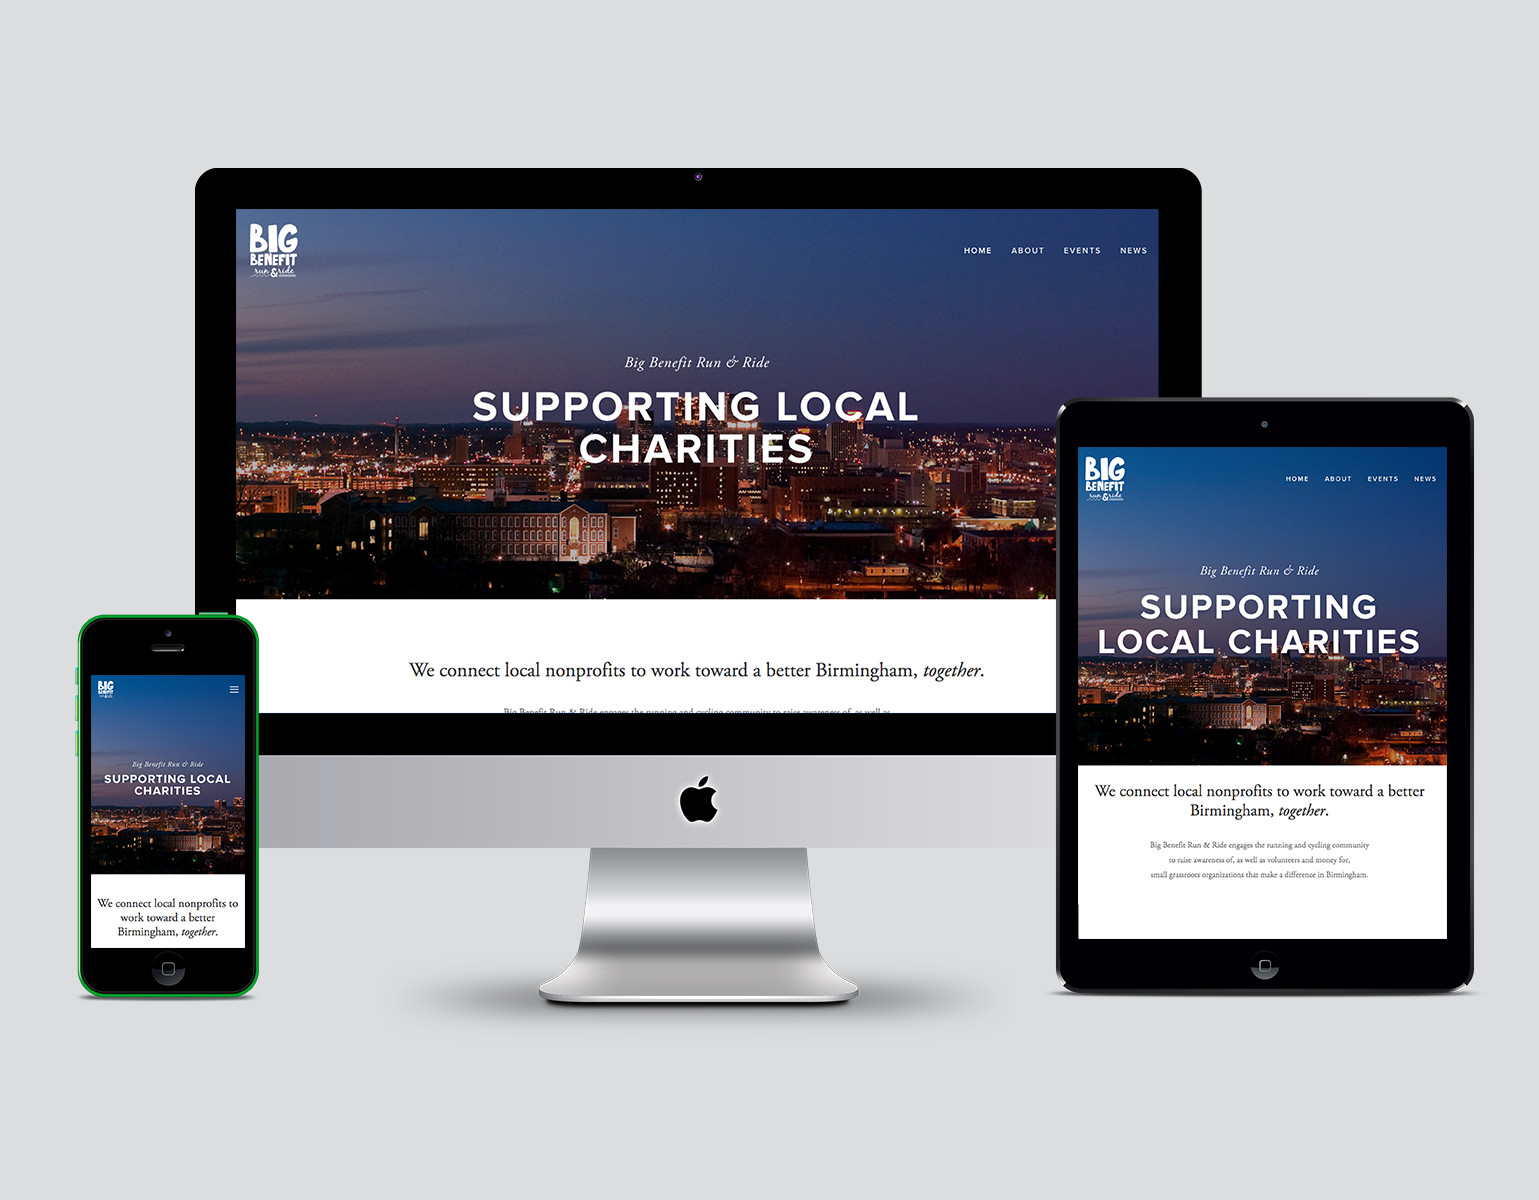 BIG
BENEFIT
run & ride
HOME ABOUT EVENTS NEWS
Big Benefit Run & Ride
SUPPORTING LOCAL
CHARITIES
We connect local nonprofits to work toward a better Birmingham, together.
Big Benefit Run & Ride engages the running and cycling community to raise awareness of, as well as
BIG
BENEFIT
run & ride
HOME ABOUT EVENTS NEWS
Big Benefit Run & Ride
SUPPORTING
LOCAL CHARITIES
We connect local nonprofits to work toward a better
Birmingham, together.
Big Benefit Run & Ride engages the running and cycling community
to raise awareness of, as well as volunteers and money for,
small grassroots organizations that make a difference in Birmingham.
BIG
BENEFIT
Big Benefit Run & Ride
SUPPORTING LOCAL
CHARITIES
We connect local nonprofits to
work toward a better
Birmingham, together.